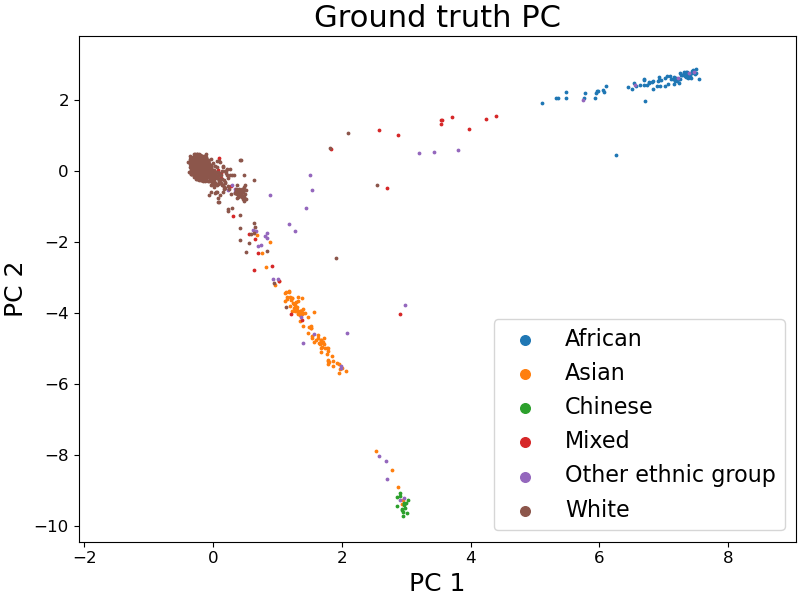 Ground truth PC
PC 2
2
0
−2
−4
−6
−8
−10
African
Asian
Chinese
Mixed
Other ethnic group
White
−2
0
2
4
6
8
PC 1